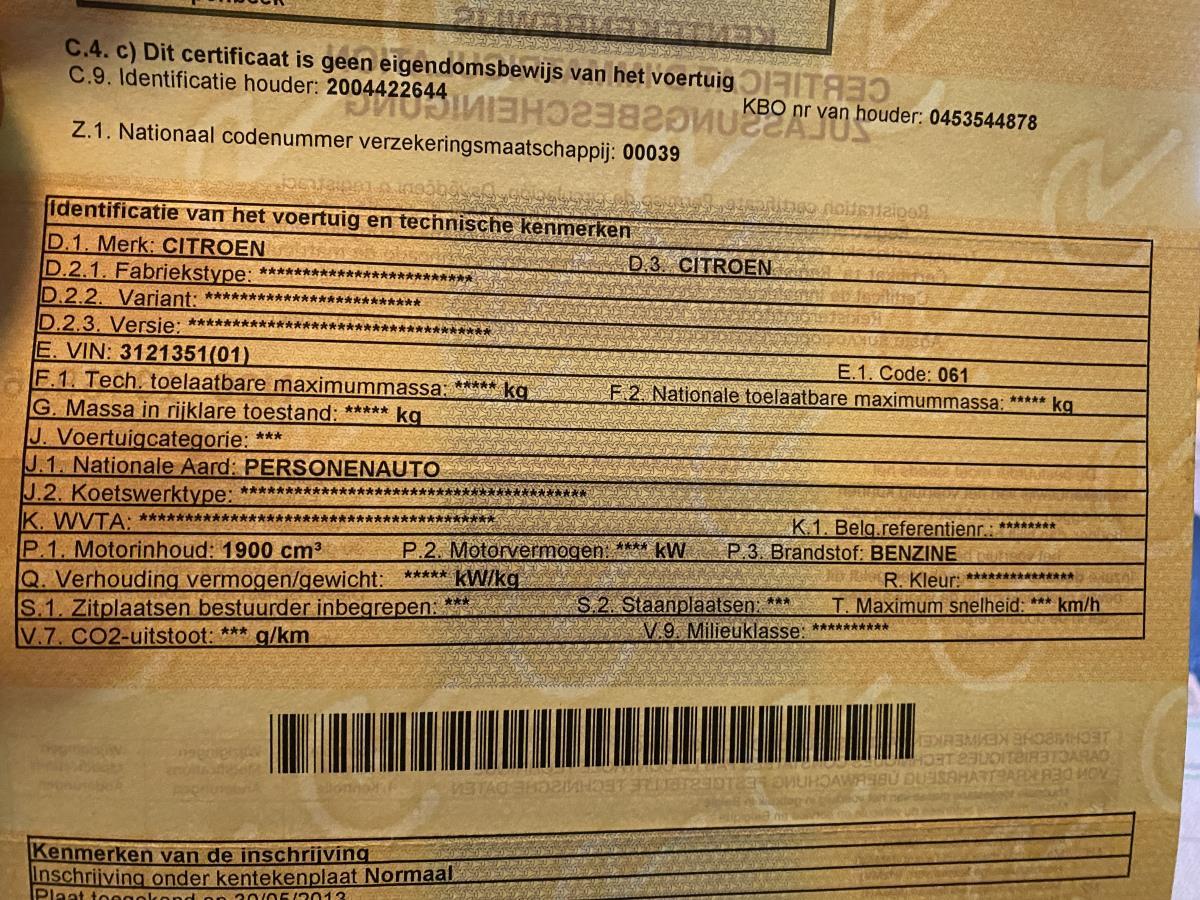 C.4. c) Dit certificaat is geen eigendomsbewijs van het voertuig
C.9. Identificatie houder: 2004422644
KBO nr van houder: 0453544878
Z.1. Nationaal codenummer verzekeringsmaatschappij: 00039
Identificatie van het voertuig en technische kenmerken
D.1. Merk: CITROEN D.3. CITROEN
D.2.1. Fabriekstype: *************************
D.2.2. Variant: *************************
D.2.3. Versie: ***********************************
E. VIN: 3121351(01) E.1. Code: 061
F.1. Tech. toelaatbare maximummassa: ***** kg F.2. Nationale toelaatbare maximummassa: ***** kg
G. Massa in rijklare toestand: ***** kg
J. Voertuigcategorie: ***
J.1. Nationale Aard: PERSONENAUTO
J.2. Koetswerktype: ****************************************
K. WVTA: ***************************************** K.1. Belg.referentienr.: ********
P.1. Motorinhoud: 1900 cm³ P.2. Motorvermogen: **** kW P.3. Brandstof: BENZINE
Q. Verhouding vermogen/gewicht: ***** kW/kg R. Kleur: ***************
S.1. Zitplaatsen bestuurder inbegrepen: *** S.2. Staanplaatsen: *** T. Maximum snelheid: *** km/h
V.7. CO2-uitstoot: *** g/km V.9. Milieuklasse: **********
Kenmerken van de inschrijving
Inschrijving onder kentekenplaat Normaal
Plaat toegekend op 30/05/2013